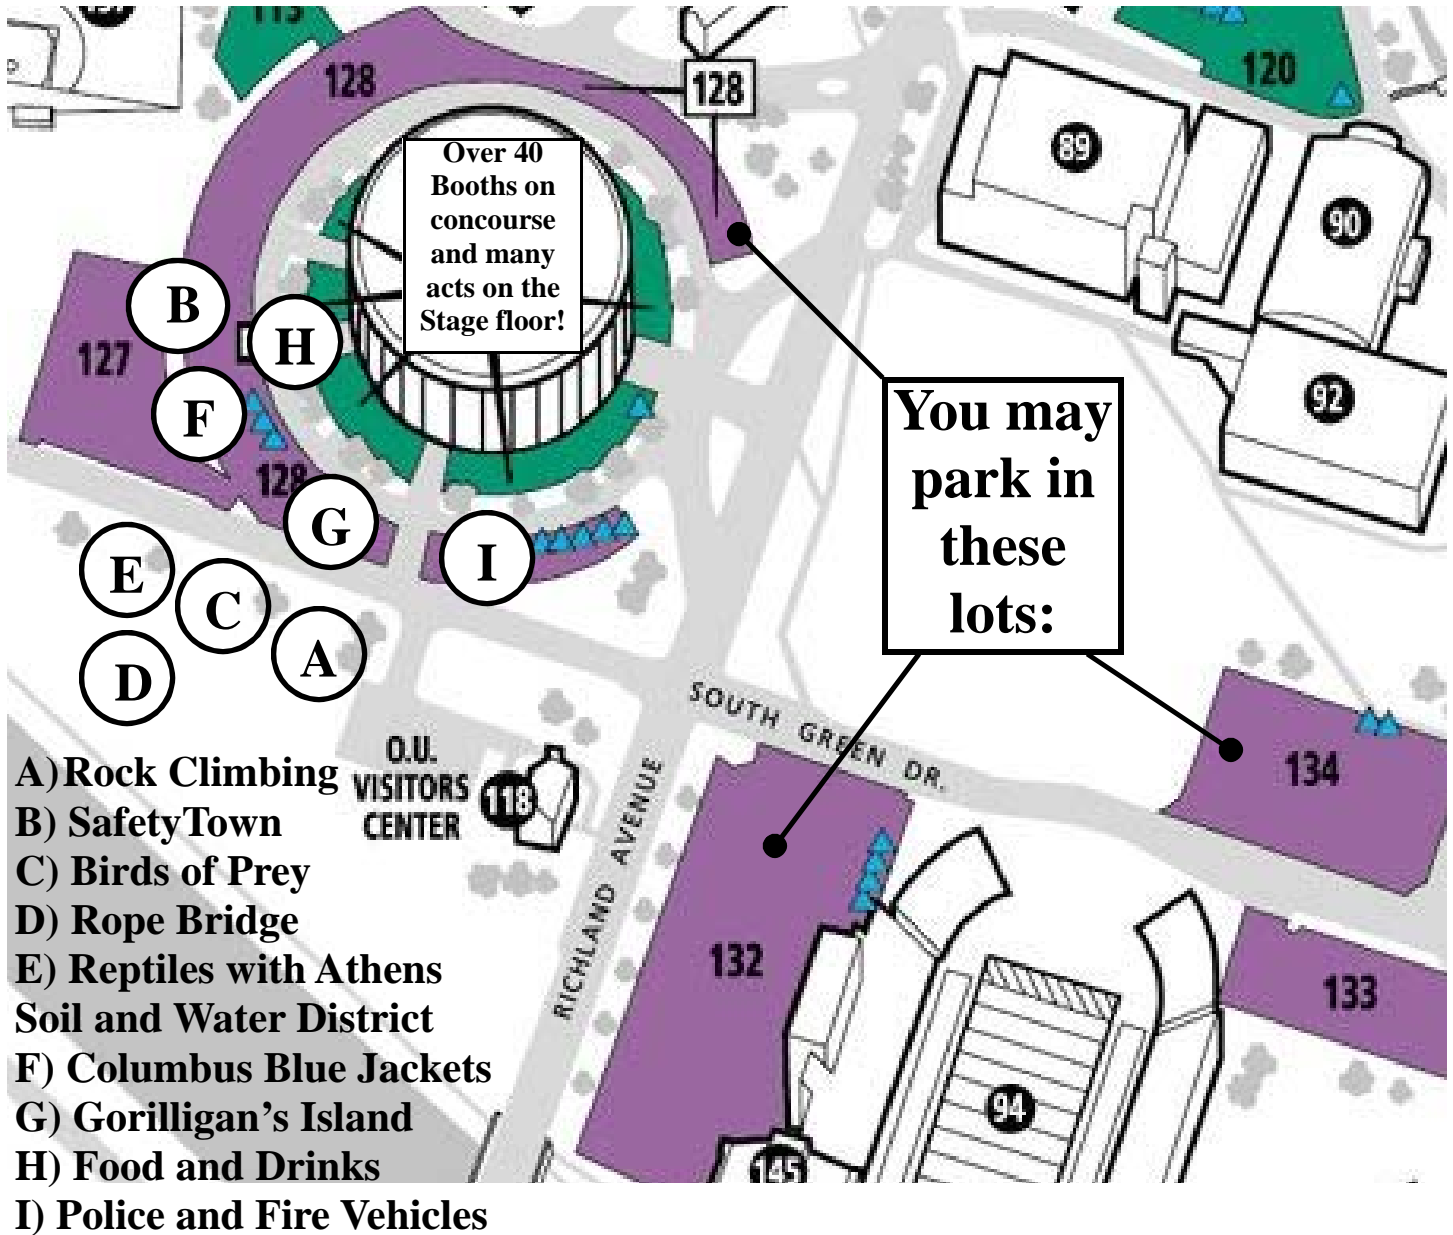 113
128
128
120
89
90
92
Over 40
Booths on
concourse
and many
acts on the
Stage floor!
B
H
F
127
128
G
I
E
C
A
D
You may
park in
these
lots:
SOUTH GREEN DR.
RICHLAND AVENUE
O.U.
VISITORS
CENTER
118
134
132
133
94
145
A)Rock Climbing
B) SafetyTown
C) Birds of Prey
D) Rope Bridge
E) Reptiles with Athens
Soil and Water District
F) Columbus Blue Jackets
G) Gorilligan’s Island
H) Food and Drinks
I) Police and Fire Vehicles